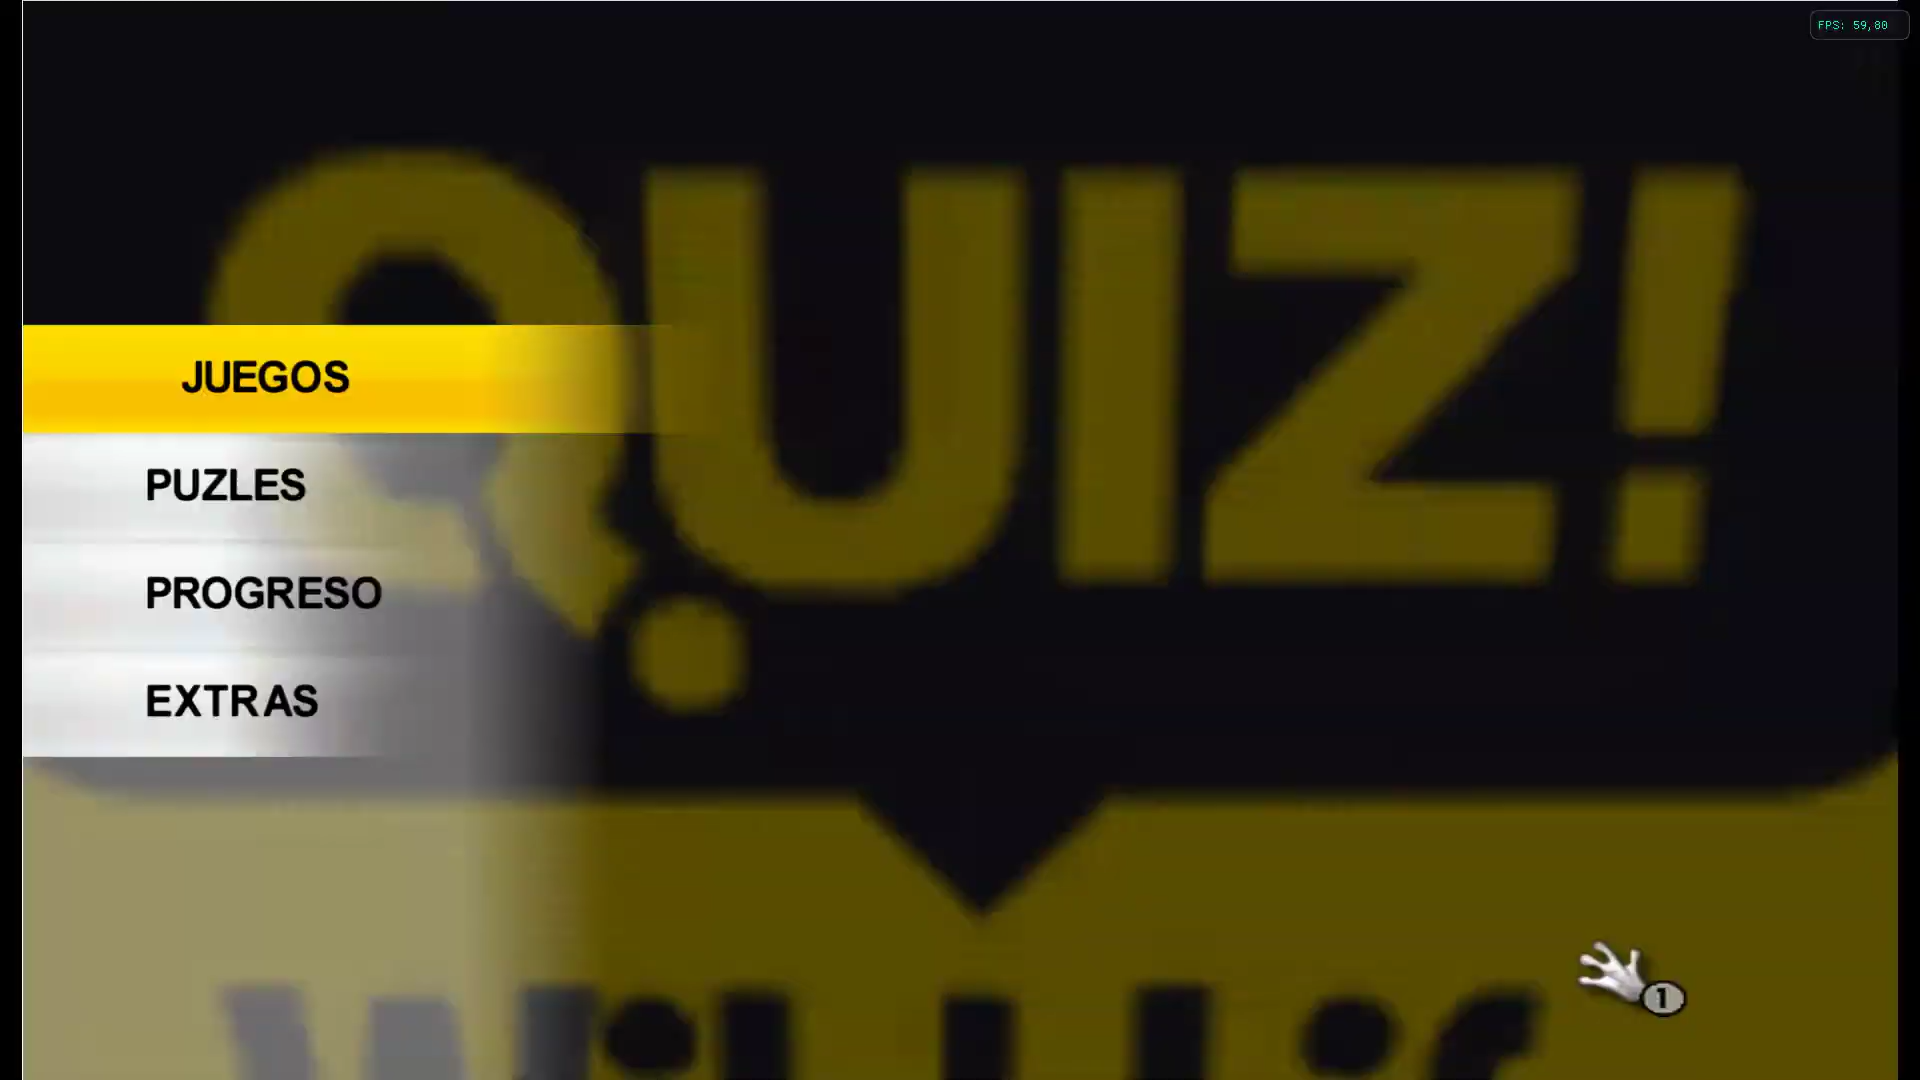 FPS: 59,80
QUIZ!
JUEGOS
PUZLES
PROGRESO
EXTRAS
1